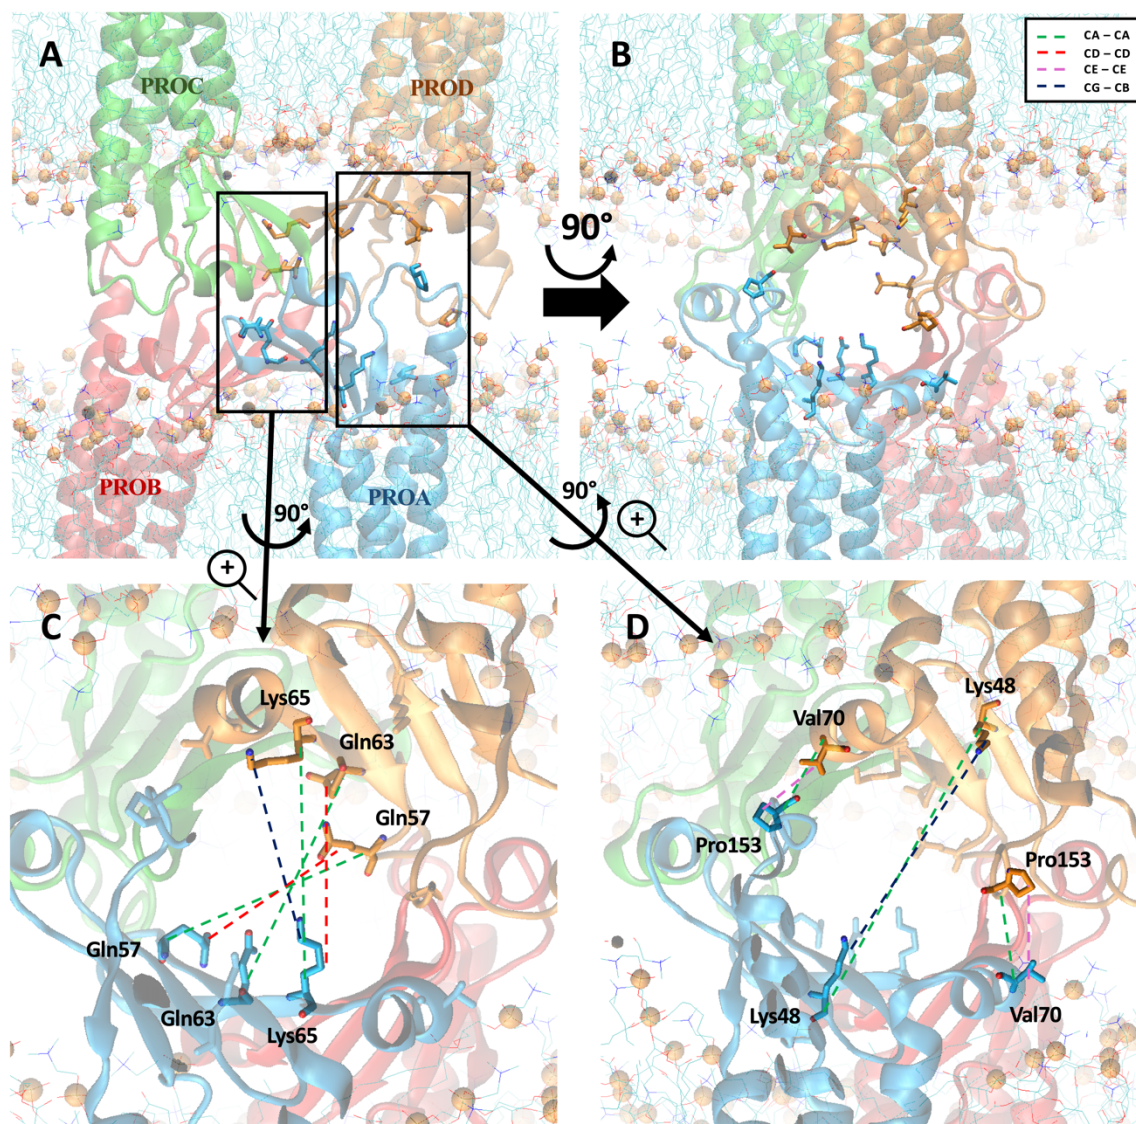 A
PROC
PROD
B
CA – CA
CD – CD
CE – CE
CG – CB
90°
PROB
PROA
90°
+
90°
+
C
Lys65
Gln63
Gln57
Gln57
Gln63
Lys65
D
Lys48
Val70
Pro153
Pro153
Lys48
Val70